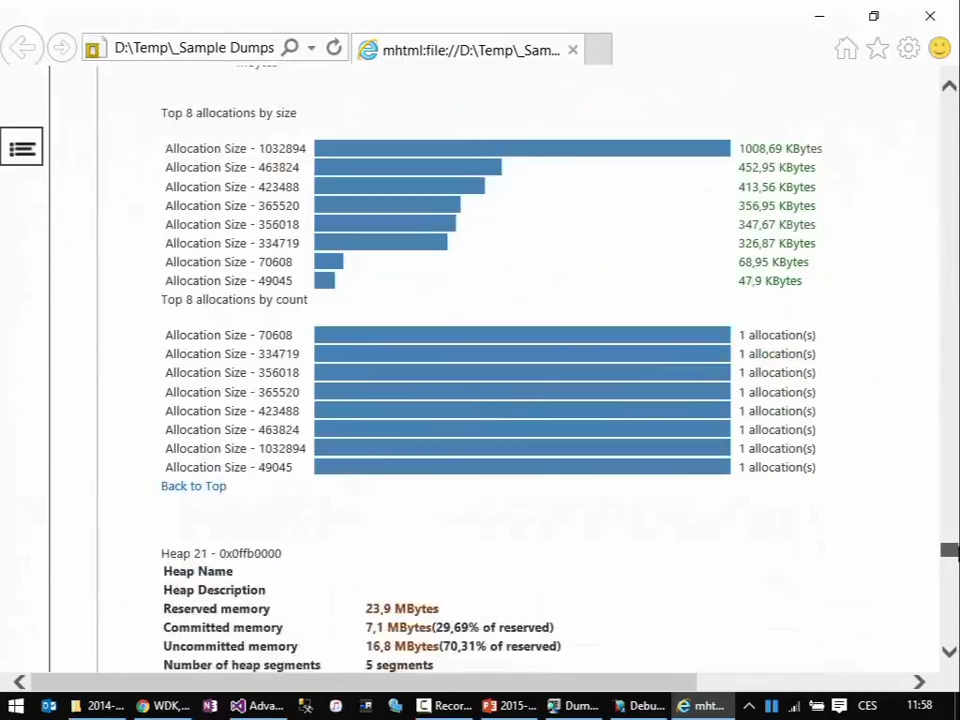 D:\Temp\_Sample Dumps
mhtml:file://D:\Temp\_Sam...
Top 8 allocations by size
Allocation Size - 1032894 1008,69 KBytes
Allocation Size - 463824 452,95 KBytes
Allocation Size - 423488 413,56 KBytes
Allocation Size - 365520 356,95 KBytes
Allocation Size - 356018 347,67 KBytes
Allocation Size - 334719 326,87 KBytes
Allocation Size - 70608 68,95 KBytes
Allocation Size - 49045 47,9 KBytes
Top 8 allocations by count
Allocation Size - 70608 1 allocation(s)
Allocation Size - 334719 1 allocation(s)
Allocation Size - 356018 1 allocation(s)
Allocation Size - 365520 1 allocation(s)
Allocation Size - 423488 1 allocation(s)
Allocation Size - 463824 1 allocation(s)
Allocation Size - 1032894 1 allocation(s)
Allocation Size - 49045 1 allocation(s)
Back to Top
Heap 21 - 0x0ffb0000
Heap Name
Heap Description
Reserved memory 23,9 MBytes
Committed memory 7,1 MBytes(29,69% of reserved)
Uncommitted memory 16,8 MBytes(70,31% of reserved)
Number of heap segments 5 segments
2014-... WDK,... Adva... Recor... 2015-... Dum... Debu... mht... CES 11:58